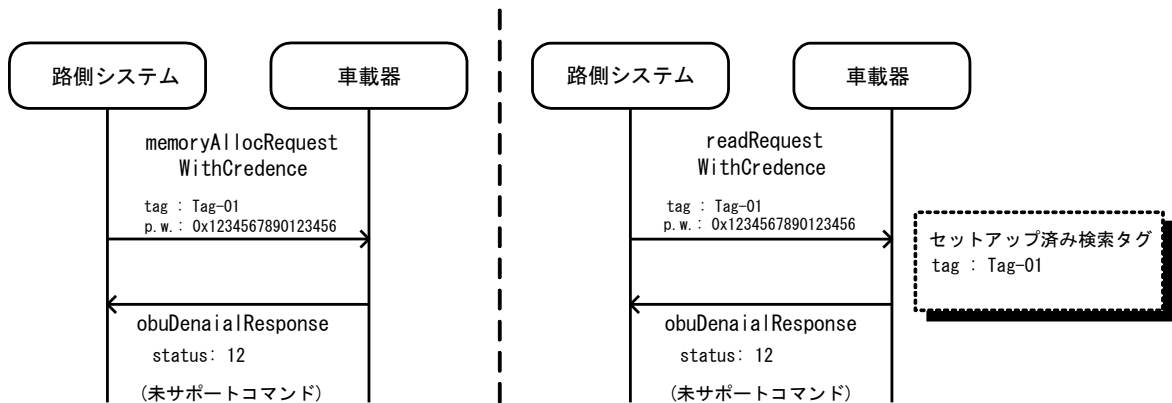 路側システム
車載器
memoryAllocRequest
WithCredence
tag : Tag-01
p.w.: 0x1234567890123456
obuDenaialResponse
status: 12
(未サポートコマンド)
路側システム
車載器
readRequest
WithCredence
tag : Tag-01
p.w.: 0x1234567890123456
セットアップ済み検索タグ
tag : Tag-01
obuDenaialResponse
status: 12
(未サポートコマンド)